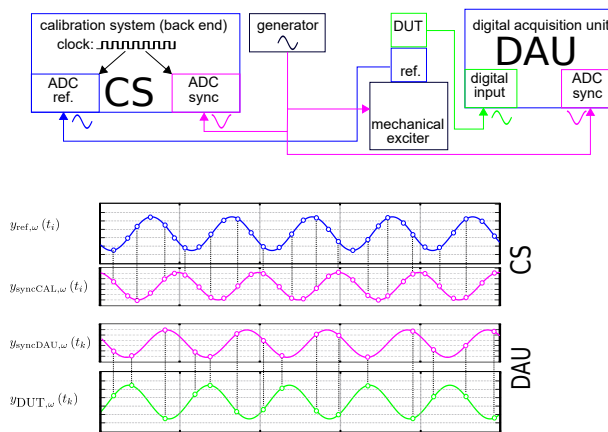 calibration system (back end)
clock:
ADC
ref.
CS
ADC
sync
generator
DUT
ref.
mechanical
exciter
digital acquisition unit
DAU
digital
input
ADC
sync
y_ref,ω (t_i)
y_syncCAL,ω (t_i)
CS
y_syncDAU,ω (t_k)
y_DUT,ω (t_k)
DAU